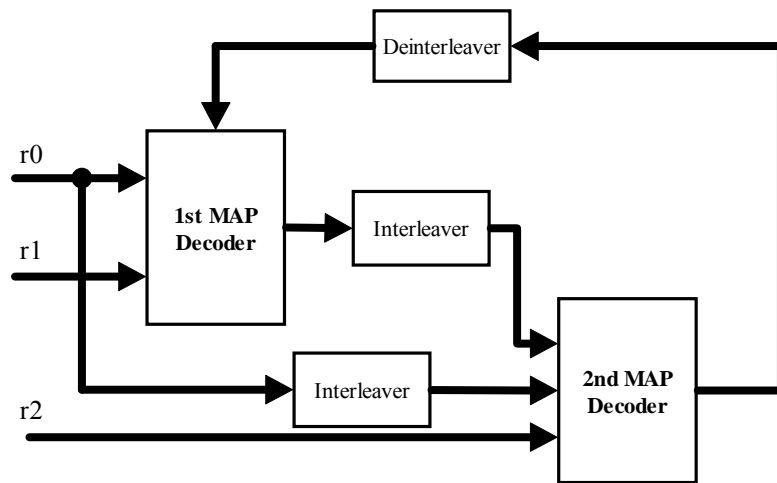 Deinterleaver
r0
1st MAP
Decoder
Interleaver
r1
Interleaver
2nd MAP
Decoder
r2